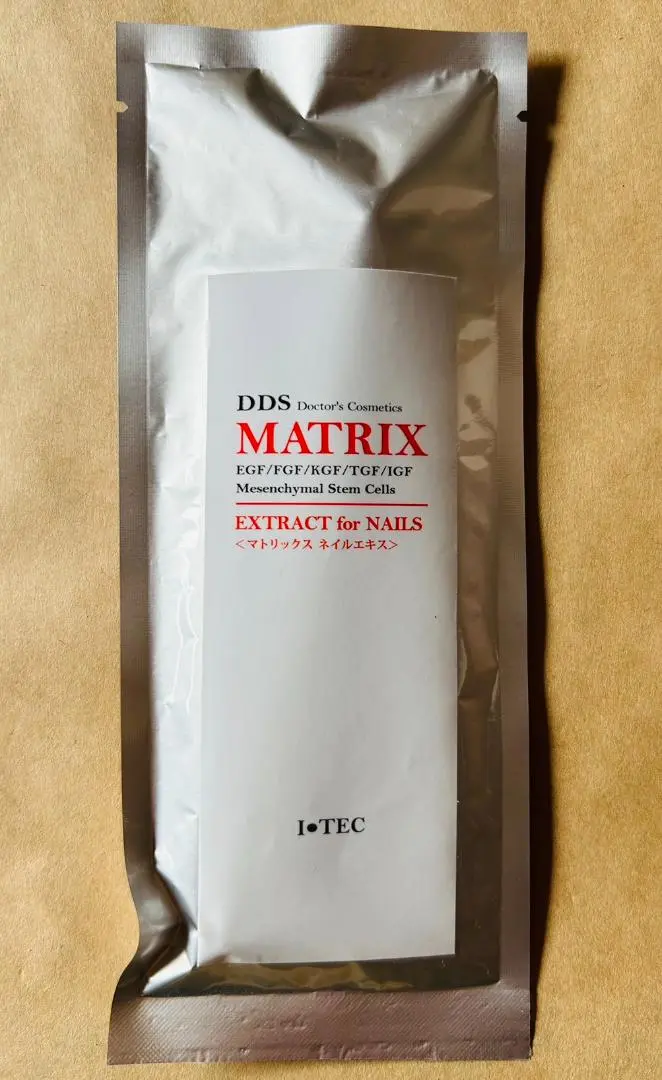 DDS Doctor's Cosmetics
MATRIX
EGF/FGF/KGF/TGF/IGF
Mesenchymal Stem Cells
EXTRACT for NAILS
＜マトリックス ネイルエキス＞
I●TEC